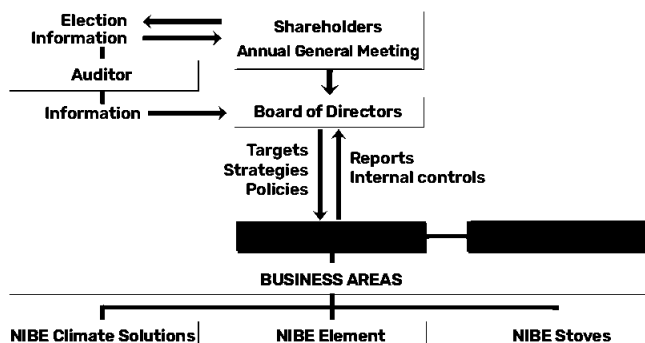 Election
Information
Shareholders
Annual General Meeting
Auditor
Information
Board of Directors
Targets
Strategies
Policies
Reports
Internal controls
BUSINESS AREAS
NIBE Climate Solutions
NIBE Element
NIBE Stoves